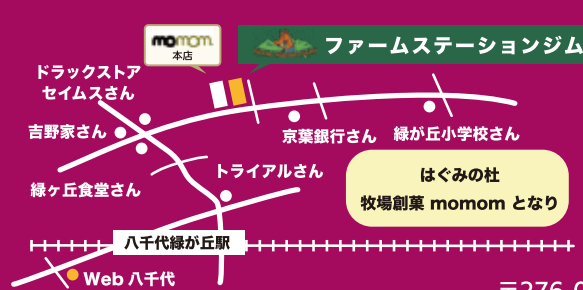 momom
本店
ファームステーションジム
ドラックストア
セイムスさん
吉野家さん
京葉銀行さん
緑が丘小学校さん
緑ヶ丘食堂さん
トライアルさん
はぐみの杜
牧場創菓 momom となり
八千代緑が丘駅
Web 八千代